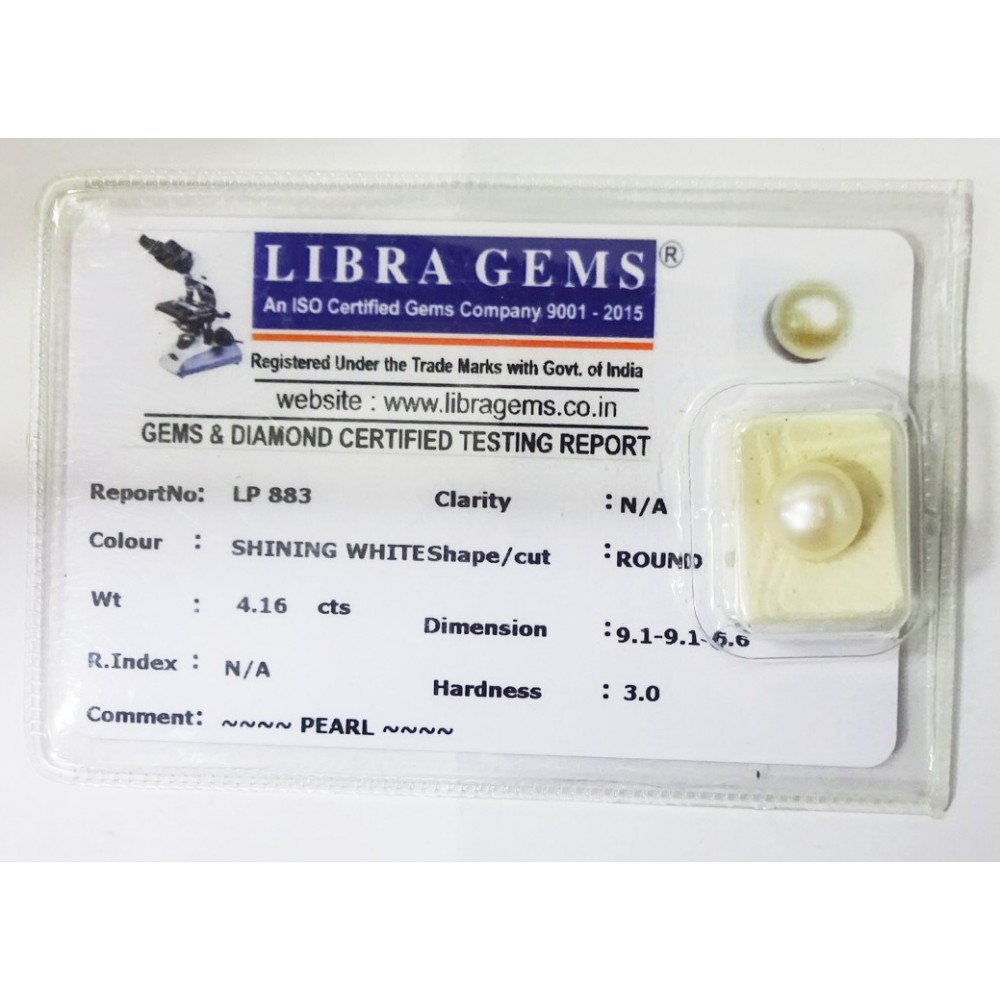 LIBRA GEMS ®
An ISO Certified Gems Company 9001 - 2015
Registered Under the Trade Marks with Govt. of India
website : www.libragems.co.in
GEMS & DIAMOND CERTIFIED TESTING REPORT
ReportNo: LP 883 Clarity : N/A
Colour : SHINING WHITE Shape/cut : ROUND
Wt : 4.16 cts Dimension : 9.1-9.1-6.6
R.Index : N/A Hardness : 3.0
Comment: ~~~~ PEARL ~~~~